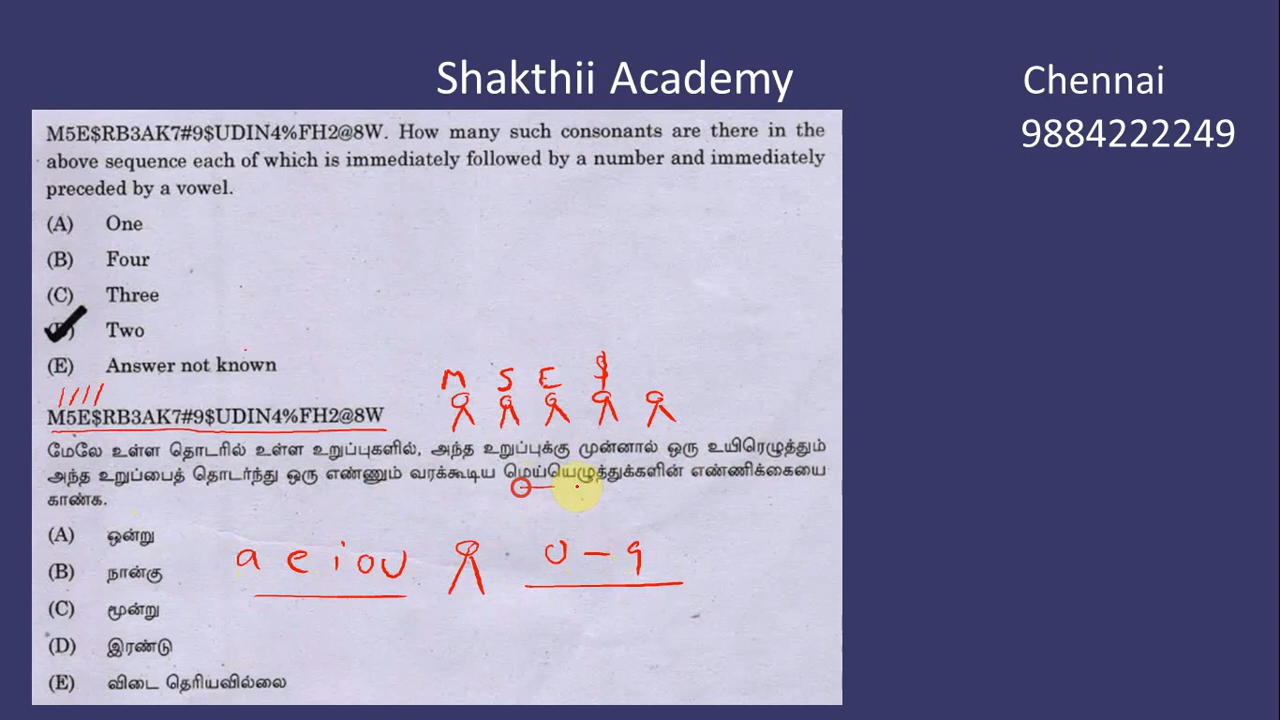 Shakthii Academy
Chennai
9884222249
M5E$RB3AK7#9$UDIN4%FH2@8W. How many such consonants are there in the
above sequence each of which is immediately followed by a number and immediately
preceded by a vowel.
(A) One
(B) Four
(C) Three
Two
(E) Answer not known
M S E $
M5E$RB3AK7#9$UDIN4%FH2@8W
மேலே உள்ள தொடரில் உள்ள உறுப்புகளில், அந்த உறுப்புக்கு முன்னால் ஒரு உயிரெழுத்தும்
அந்த உறுப்பைத் தொடர்ந்து ஒரு எண்ணும் வரக்கூடிய மெய்யெழுத்துக்களின் எண்ணிக்கையை
காண்க.
(A) ஒன்று
(B) நான்கு
(C) மூன்று
(D) இரண்டு
(E) விடை தெரியவில்லை
a e i o u 0 - 9